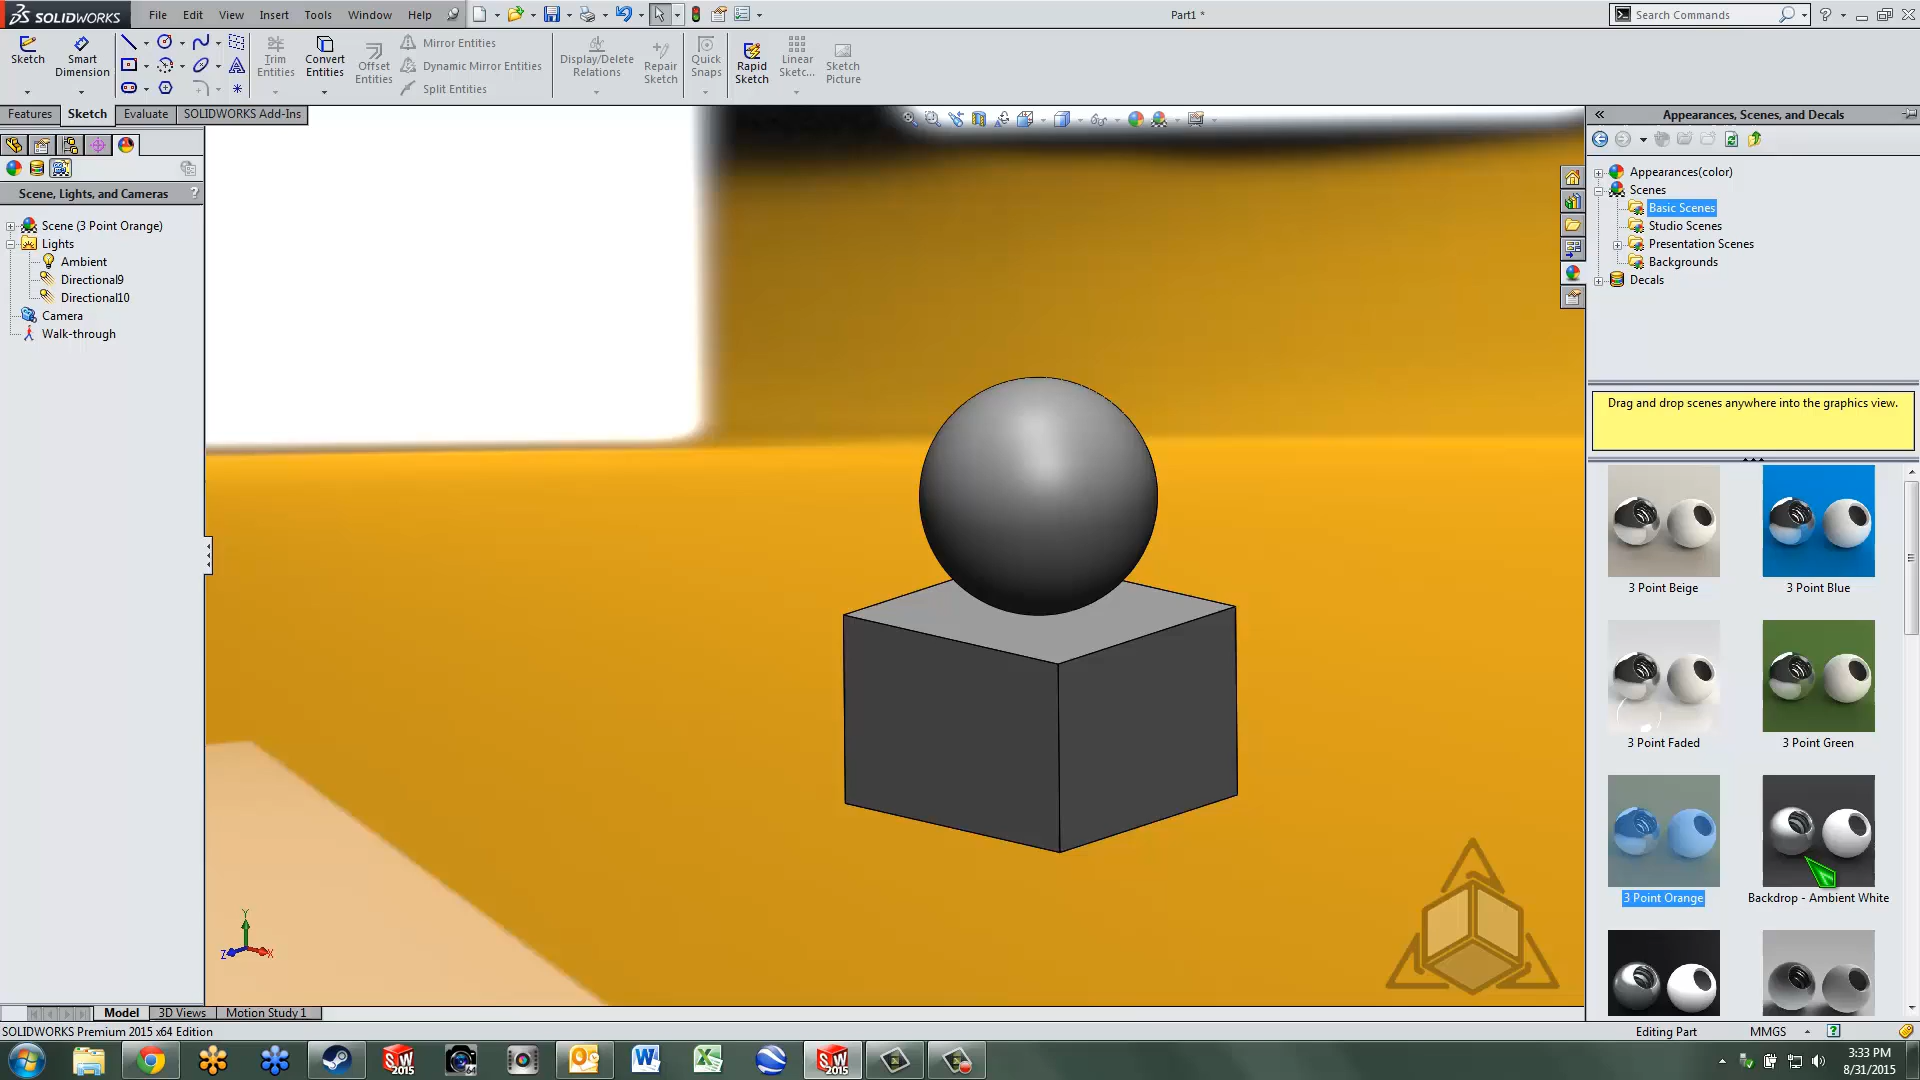 SOLIDWORKS
File Edit View Insert Tools Window Help
Part1 *
Search Commands
Sketch
Smart Dimension
Trim Entities
Convert Entities
Offset Entities
Mirror Entities
Dynamic Mirror Entities
Split Entities
Display/Delete Relations
Repair Sketch
Quick Snaps
Rapid Sketch
Linear Sketc...
Sketch Picture
Features Sketch Evaluate SOLIDWORKS Add-Ins
Scene, Lights, and Cameras ?
Scene (3 Point Orange)
Lights
Ambient
Directional9
Directional10
Camera
Walk-through
Appearances, Scenes, and Decals
Appearances(color)
Scenes
Basic Scenes
Studio Scenes
Presentation Scenes
Backgrounds
Decals
Drag and drop scenes anywhere into the graphics view.
3 Point Beige
3 Point Blue
3 Point Faded
3 Point Green
3 Point Orange
Backdrop - Ambient White
Y
Z
X
Model 3D Views Motion Study 1
SOLIDWORKS Premium 2015 x64 Edition
Editing Part
MMGS
SW 2015
64
SW 2015
3:33 PM
8/31/2015